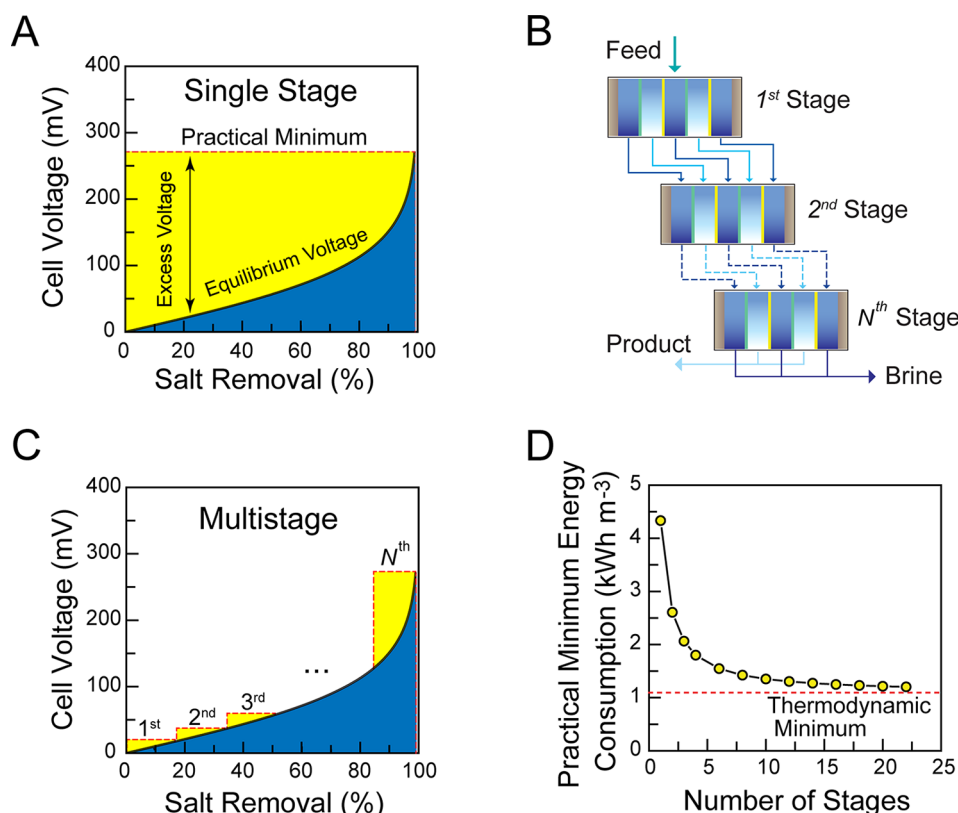 A
Single Stage
Practical Minimum
Excess Voltage
Equilibrium Voltage
Cell Voltage (mV)
400
300
200
100
0
0 20 40 60 80 100
Salt Removal (%)
B
Feed
1st Stage
2nd Stage
Nth Stage
Product
Brine
C
Multistage
Nth
...
3rd
2nd
1st
Cell Voltage (mV)
400
300
200
100
0
0 20 40 60 80 100
Salt Removal (%)
D
Practical Minimum Energy
Consumption (kWh m-3)
5
4
3
2
1
0
Thermodynamic
Minimum
0 5 10 15 20 25
Number of Stages